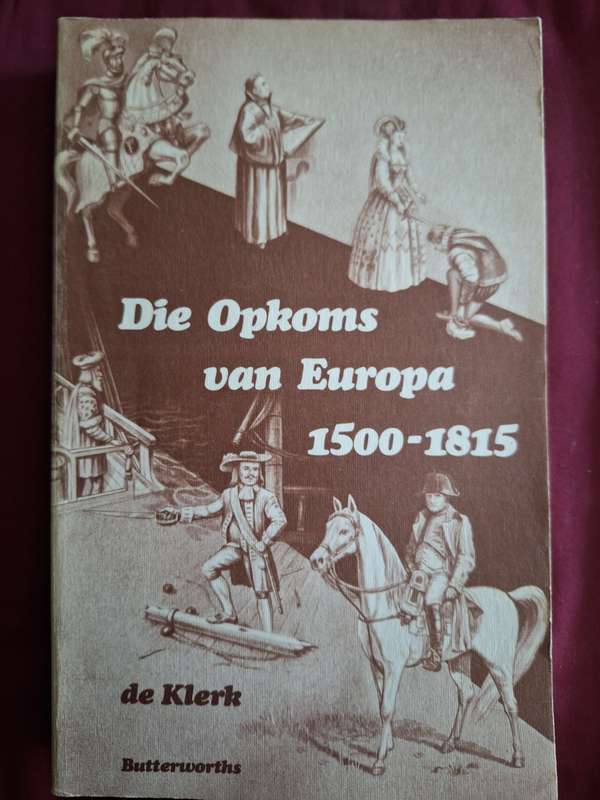 Die Opkoms
van Europa
1500-1815
de Klerk
Butterworths